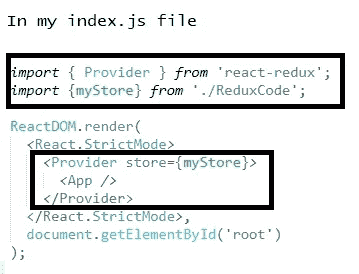 In my index.js file
import { Provider } from 'react-redux';
import {myStore} from './ReduxCode';
ReactDOM.render(
<React.StrictMode>
<Provider store={myStore}>
<App />
</Provider>
</React.StrictMode>,
document.getElementById('root')
);